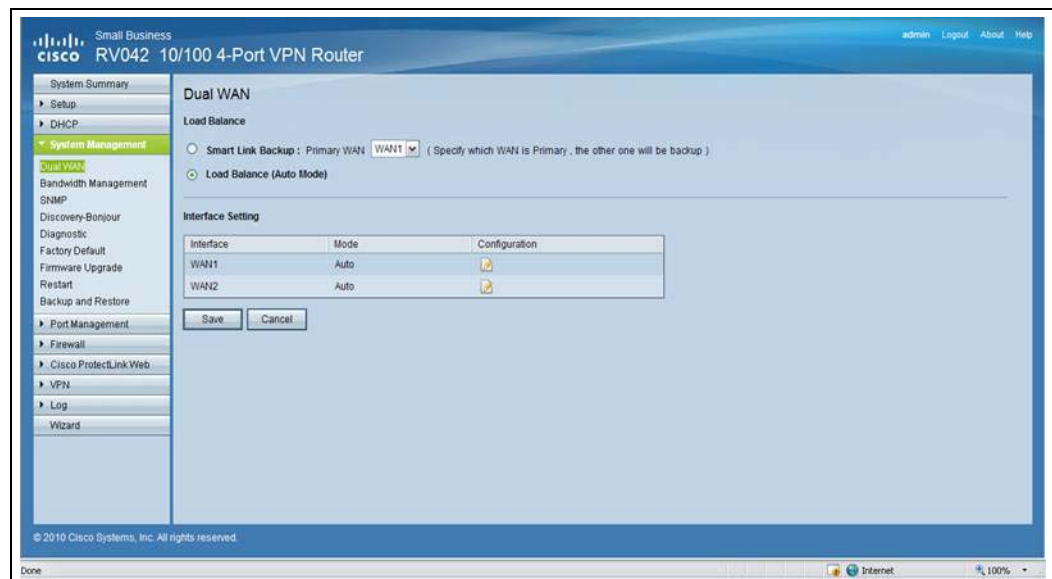 Small Business
cisco RV042 10/100 4-Port VPN Router
admin Logout About Help
System Summary
Setup
DHCP
System Management
Dual WAN
Bandwidth Management
SNMP
Discovery-Bonjour
Diagnostic
Factory Default
Firmware Upgrade
Restart
Backup and Restore
Port Management
Firewall
Cisco ProtectLink Web
VPN
Log
Wizard
Dual WAN
Load Balance
Smart Link Backup : Primary WAN WAN1 ( Specify which WAN is Primary , the other one will be backup )
Load Balance (Auto Mode)
Interface Setting
Interface Mode Configuration
WAN1 Auto
WAN2 Auto
Save Cancel
© 2010 Cisco Systems, Inc. All rights reserved.
Done Internet 100%